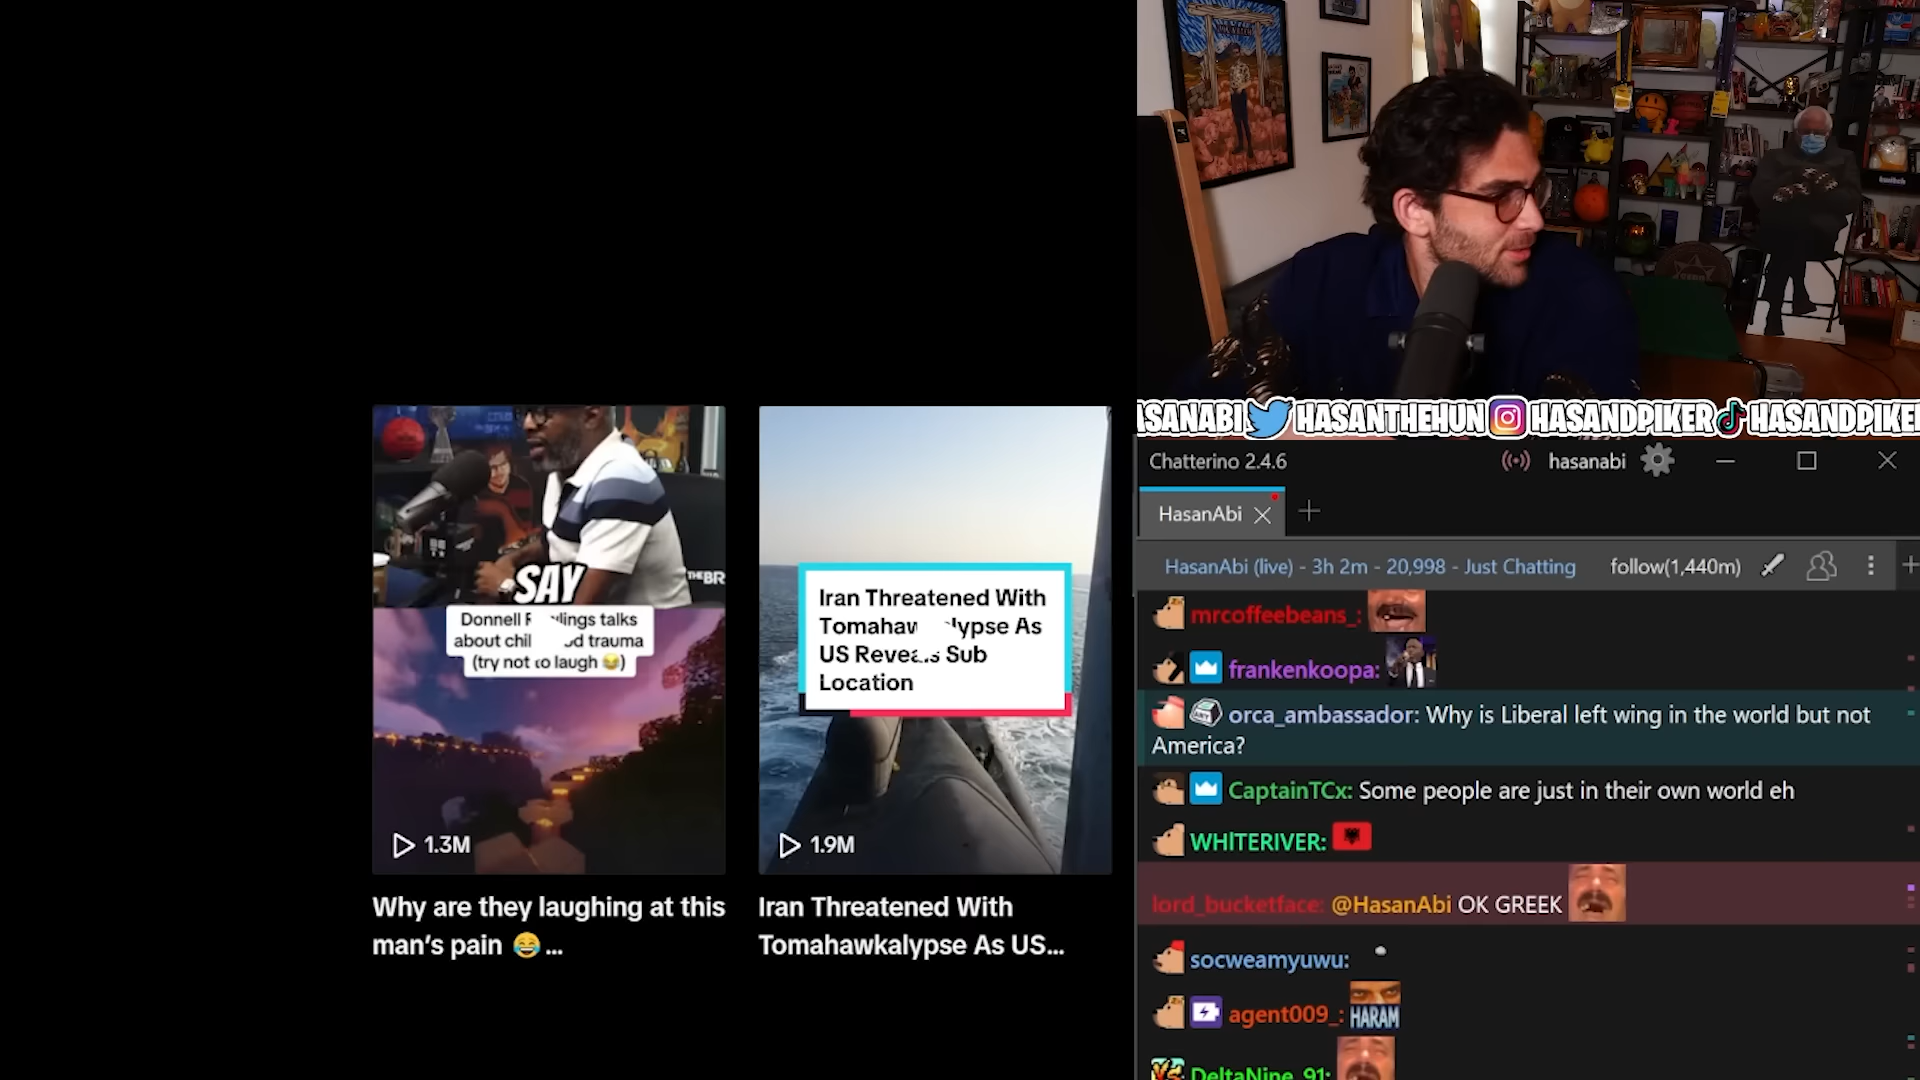 SAY
THE BR
Donnell R wlings talks
about chil d trauma
(try not to laugh 😂)
1.3M
Why are they laughing at this
man's pain 😂 ...
Iran Threatened With
Tomahaw lypse As
US Reveals Sub
Location
1.9M
Iran Threatened With
Tomahawkalypse As US...
ASANABI HASANTHEHUN HASANDPIKER HASANDPIKE
Chatterino 2.4.6 hasanabi
HasanAbi
HasanAbi (live) - 3h 2m - 20,998 - Just Chatting follow(1,440m)
mrcoffeebeans_:
frankenkoopa:
orca_ambassador: Why is Liberal left wing in the world but not
America?
CaptainTCx: Some people are just in their own world eh
WHITERIVER:
lord_bucketface: @HasanAbi OK GREEK
socweamyuwu:
agent009_: HARAM
DeltaNine_91: